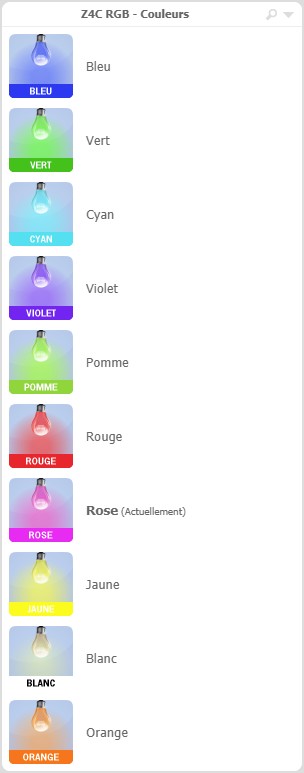 Z4C RGB - Couleurs
BLEU
Bleu
VERT
Vert
CYAN
Cyan
VIOLET
Violet
POMME
Pomme
ROUGE
Rouge
ROSE
Rose (Actuellement)
JAUNE
Jaune
BLANC
Blanc
ORANGE
Orange